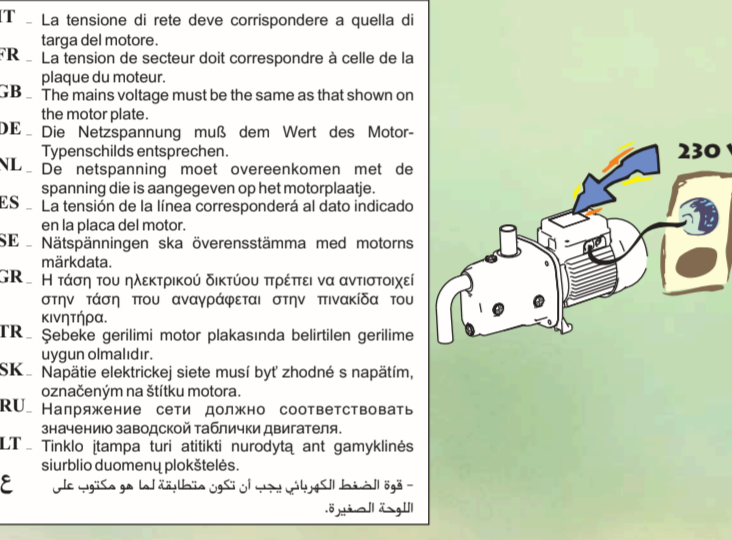 IT – La tensione di rete deve corrispondere a quella di
targa del motore.
FR – La tension de secteur doit correspondre à celle de la
plaque du moteur.
GB – The mains voltage must be the same as that shown on
the motor plate.
DE – Die Netzspannung muß dem Wert des Motor-
Typenschilds entsprechen.
NL – De netspanning moet overeenkomen met de
spanning die is aangegeven op het motorplaatje.
ES – La tensión de la línea corresponderá al dato indicado
en la placa del motor.
SE – Nätspänningen ska överensstämma med motorns
märkdata.
GR – Η τάση του ηλεκτρικού δικτύου πρέπει να αντιστοιχεί
στην τάση που αναγράφεται στην πινακίδα του
κινητήρα.
TR – Şebeke gerilimi motor plakasında belirtilen gerilime
uygun olmalıdır.
SK – Napätie elektrickej siete musí byť zhodné s napätím,
označeným na štítku motora.
RU – Напряжение сети должно соответствовать
значению заводской таблички двигателя.
LT – Tinklo įtampa turi atitikti nurodytą ant gamyklinės
siurblio duomenų plokštelės.
ع – قوة الضغط الكهربائي يجب أن تكون متطابقة لما هو مكتوب على
اللوحة الصغيرة.
230 V